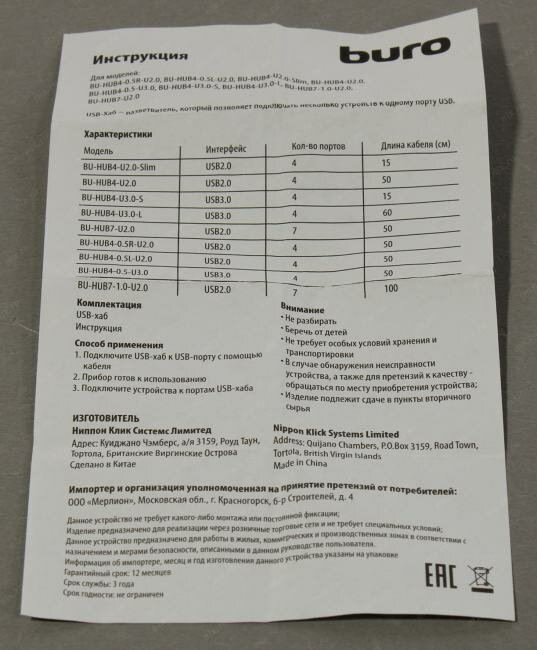 Инструкция
buro
Для моделей:
BU-HUB4-0.5R-U2.0, BU-HUB4-0.5L-U2.0, BU-HUB4-U2.0-Slim, BU-HUB4-U2.0,
BU-HUB4-0.5-U3.0, BU-HUB4-U3.0-S, BU-HUB4-U3.0-L, BU-HUB7-1.0-U2.0,
BU-HUB7-U2.0
USB-Хаб – разветвитель, который позволяет подключать несколько устройств к одному порту USB.
Характеристики
Модель Интерфейс Кол-во портов Длина кабеля (см)
BU-HUB4-U2.0-Slim USB2.0 4 15
BU-HUB4-U2.0 USB2.0 4 50
BU-HUB4-U3.0-S USB3.0 4 15
BU-HUB4-U3.0-L USB3.0 4 60
BU-HUB7-U2.0 USB2.0 7 50
BU-HUB4-0.5R-U2.0 USB2.0 4 50
BU-HUB4-0.5L-U2.0 USB2.0 4 50
BU-HUB4-0.5-U3.0 USB3.0 4 50
BU-HUB7-1.0-U2.0 USB2.0 7 100
Комплектация
USB-хаб
Инструкция
Способ применения
1. Подключите USB-хаб к USB-порту с помощью
кабеля
2. Прибор готов к использованию
3. Подключите устройства к портам USB-хаба
Внимание
• Не разбирать
• Беречь от детей
• Не требует особых условий хранения и
транспортировки
• В случае обнаружения неисправности
устройства, а также для претензий к качеству -
обращаться по месту приобретения устройства;
• Изделие подлежит сдаче в пункты вторичного
сырья
ИЗГОТОВИТЕЛЬ
Ниппон Клик Системс Лимитед
Адрес: Куиджано Чэмберс, а/я 3159, Роуд Таун,
Тортола, Британские Виргинские Острова
Сделано в Китае
Nippon Klick Systems Limited
Address: Quijano Chambers, P.O.Box 3159, Road Town,
Tortola, British Virgin Islands
Made in China
Импортер и организация уполномоченная на принятие претензий от потребителей:
ООО «Мерлион», Московская обл., г. Красногорск, б-р Строителей, д. 4
Данное устройство не требует какого-либо монтажа или постоянной фиксации;
Изделие предназначено для реализации через розничные торговые сети и не требует специальных условий;
Данное устройство предназначено для работы в жилых, коммерческих и производственных зонах в соответствии с
назначением и мерами безопасности, описанными в данном руководстве пользователя.
Информация об импортере, месяц и год изготовления данного устройства указаны на упаковке
Гарантийный срок: 12 месяцев
Срок службы: 3 года
Срок годности: не ограничен
EAC